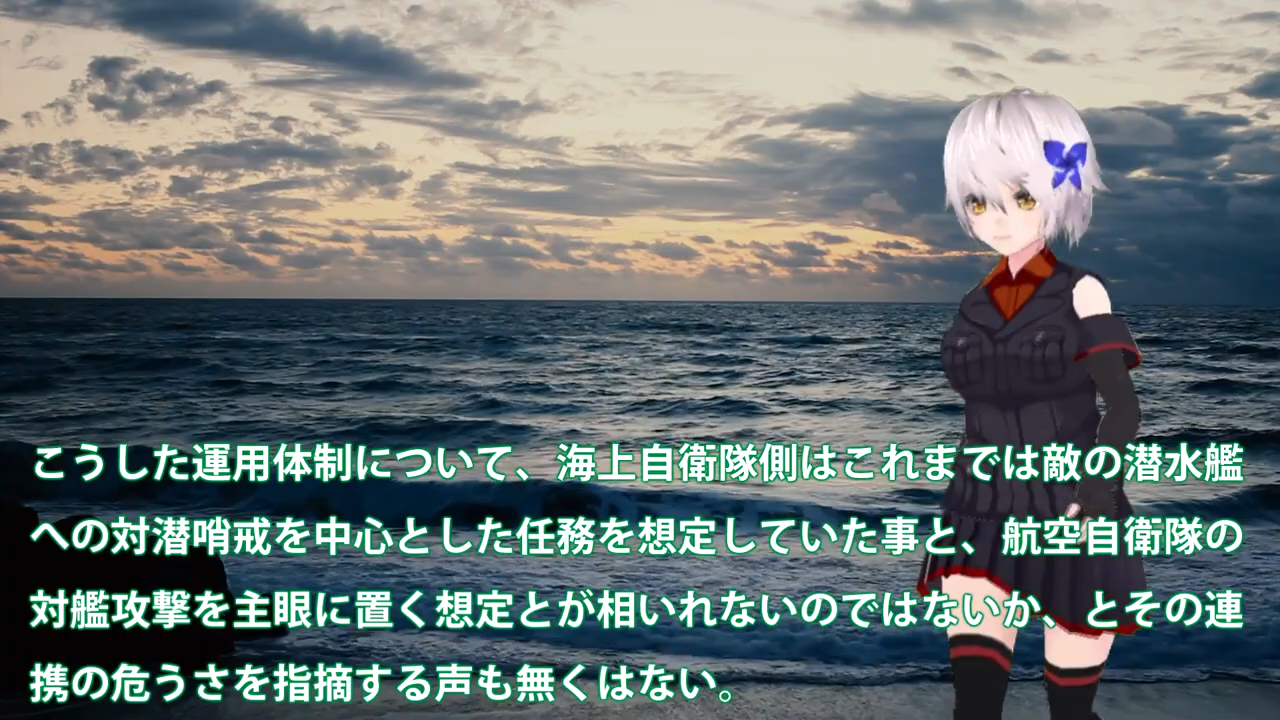 こうした運用体制について、海上自衛隊側はこれまでは敵の潜水艦
への対潜哨戒を中心とした任務を想定していた事と、航空自衛隊の
対艦攻撃を主眼に置く想定とが相いれないのではないか、とその連
携の危うさを指摘する声も無くはない。